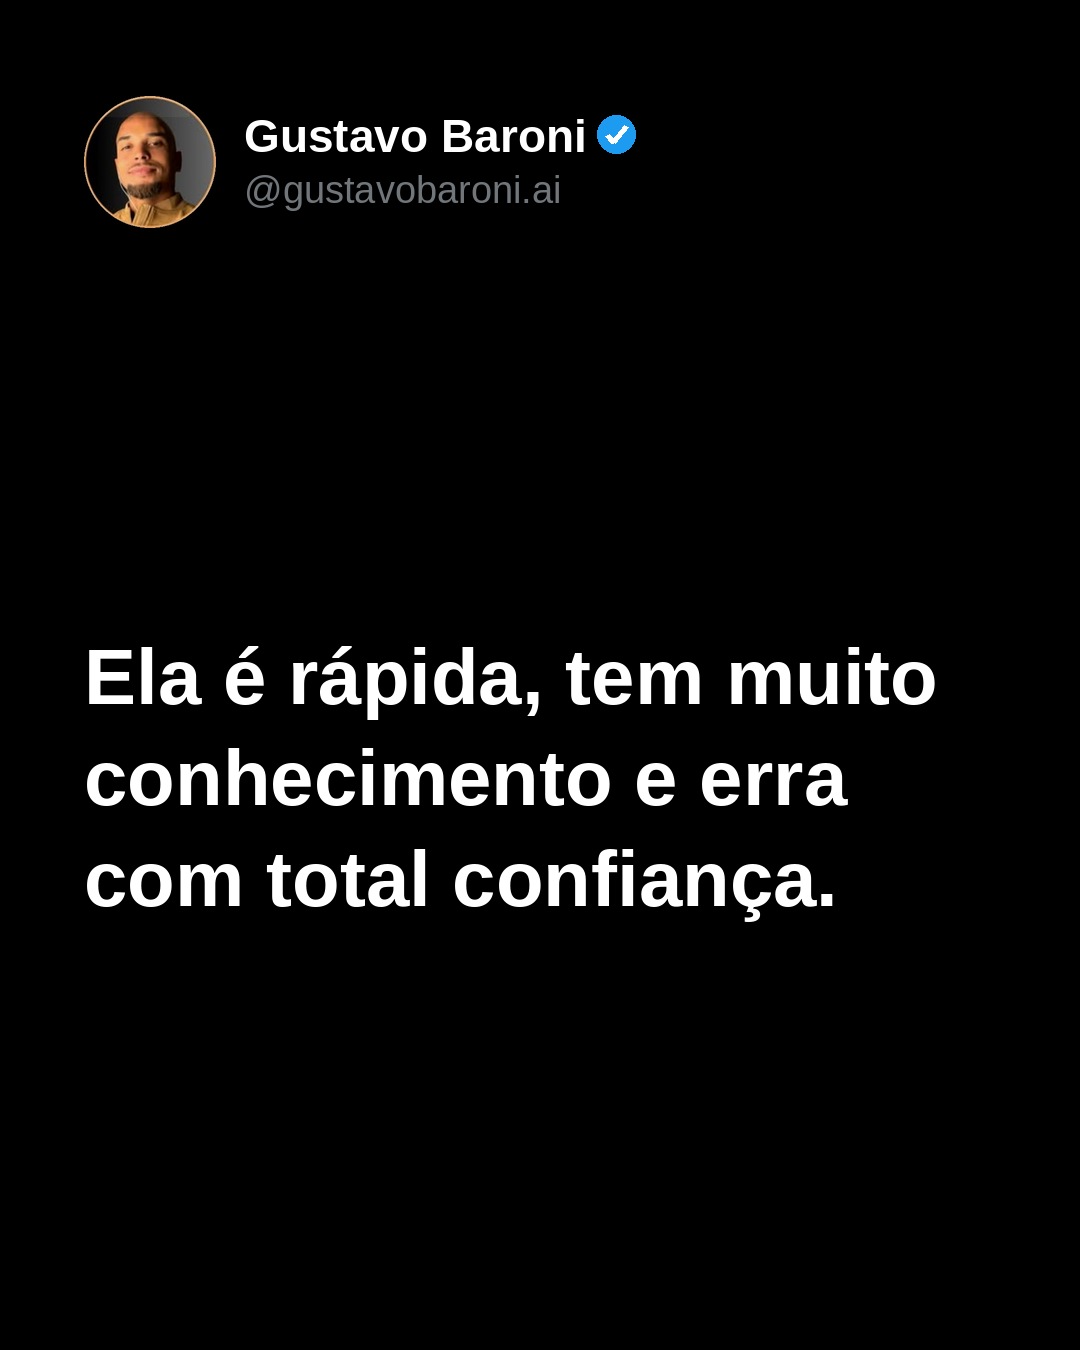 Gustavo Baroni
@gustavobaroni.ai
Ela é rápida, tem muito
conhecimento e erra
com total confiança.